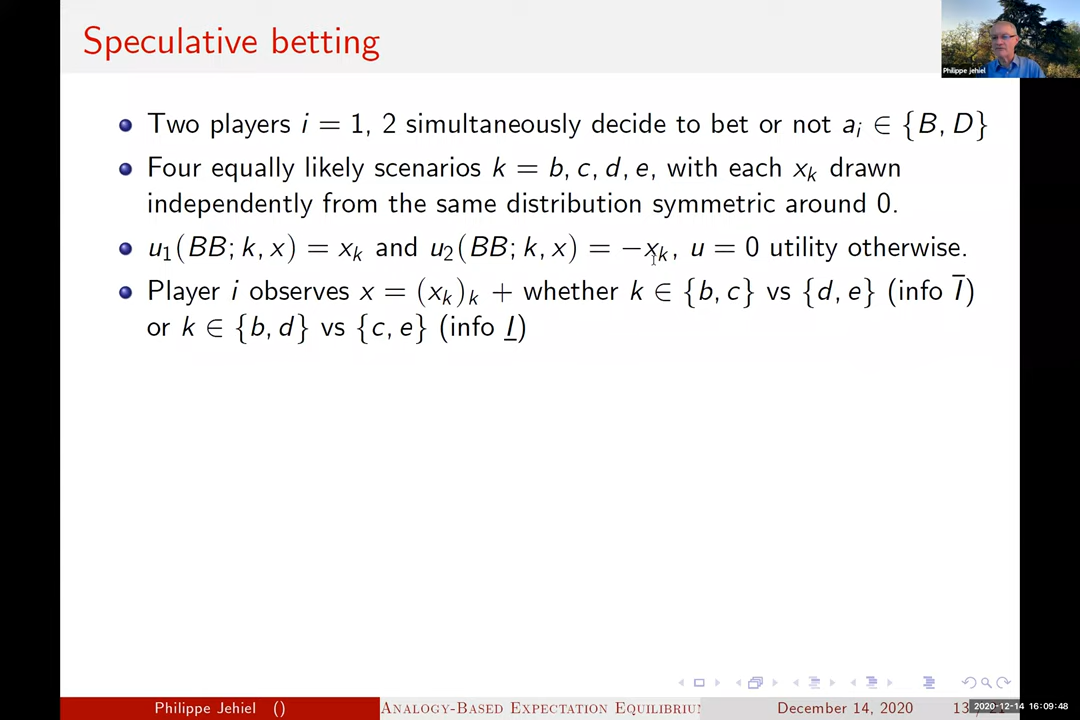 Speculative betting
Philippe jehiel
Two players i = 1, 2 simultaneously decide to bet or not a_i ∈ {B, D}
Four equally likely scenarios k = b, c, d, e, with each x_k drawn
independently from the same distribution symmetric around 0.
u_1(BB; k, x) = x_k and u_2(BB; k, x) = −x_k, u = 0 utility otherwise.
Player i observes x = (x_k)_k + whether k ∈ {b, c} vs {d, e} (info I̅)
or k ∈ {b, d} vs {c, e} (info I̲)
Philippe Jehiel ()
Analogy-Based Expectation Equilibriu
December 14, 2020
13
2020-12-14 16:09:48